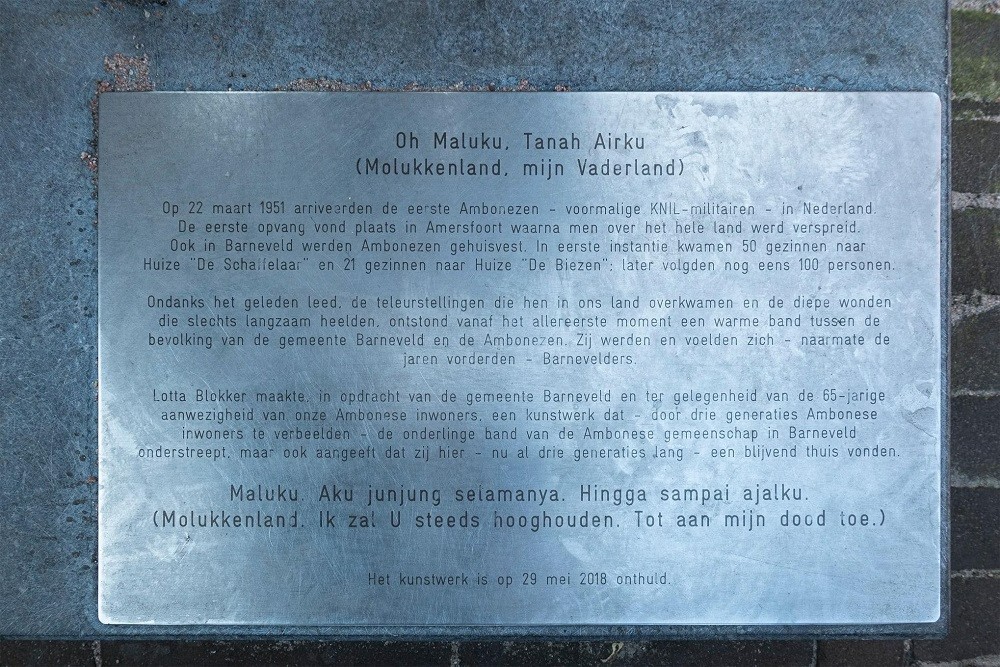 Oh Maluku, Tanah Airku
(Molukkenland, mijn Vaderland)
Op 22 maart 1951 arriveerden de eerste Ambonezen - voormalige KNIL-militairen - in Nederland.
De eerste opvang vond plaats in Amersfoort waarna men over het hele land werd verspreid.
Ook in Barneveld werden Ambonezen gehuisvest. In eerste instantie kwamen 50 gezinnen naar
Huize "De Schaffelaar" en 21 gezinnen naar Huize "De Biezen"; later volgden nog eens 100 personen.
Ondanks het geleden leed, de teleurstellingen die hen in ons land overkwamen en de diepe wonden
die slechts langzaam heelden, ontstond vanaf het allereerste moment een warme band tussen de
bevolking van de gemeente Barneveld en de Ambonezen. Zij werden en voelden zich - naarmate de
jaren vorderden - Barnevelders.
Lotta Blokker maakte, in opdracht van de gemeente Barneveld en ter gelegenheid van de 65-jarige
aanwezigheid van onze Ambonese inwoners, een kunstwerk dat - door drie generaties Ambonese
inwoners te verbeelden - de onderlinge band van de Ambonese gemeenschap in Barneveld
onderstreept, maar ook aangeeft dat zij hier - nu al drie generaties lang - een blijvend thuis vonden.
Maluku. Aku junjung selamanya. Hingga sampai ajalku.
(Molukkenland. Ik zal U steeds hooghouden. Tot aan mijn dood toe.)
Het kunstwerk is op 29 mei 2018 onthuld.